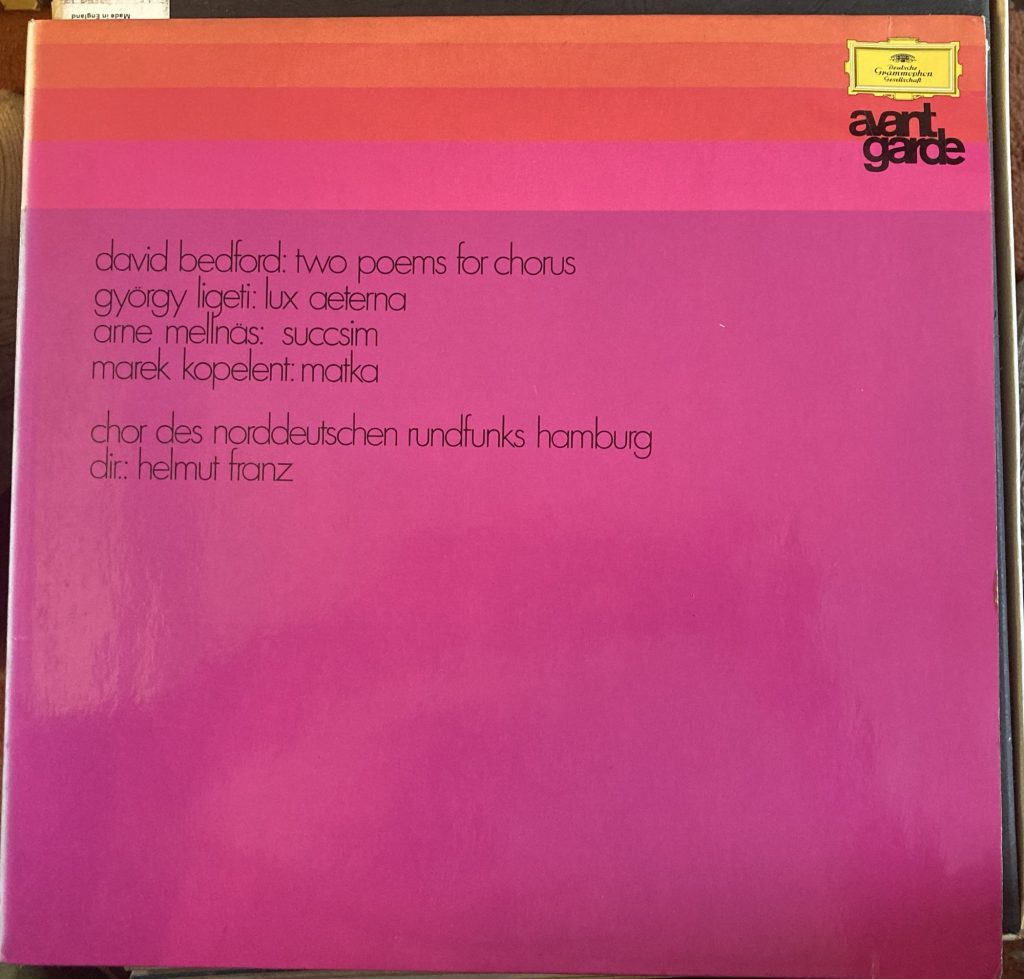 Made in England
Deutsche
Grammophon
Gesellschaft
avant
garde
david bedford: two poems for chorus
györgy ligeti: lux aeterna
arne mellnäs: succsim
marek kopelent: matka
chor des norddeutschen rundfunks hamburg
dir.: helmut franz